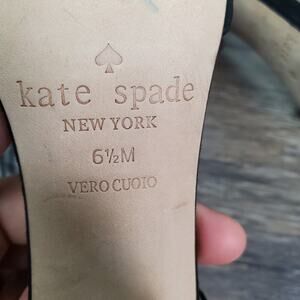 kate spade
NEW YORK
6½M
VERO CUOIO